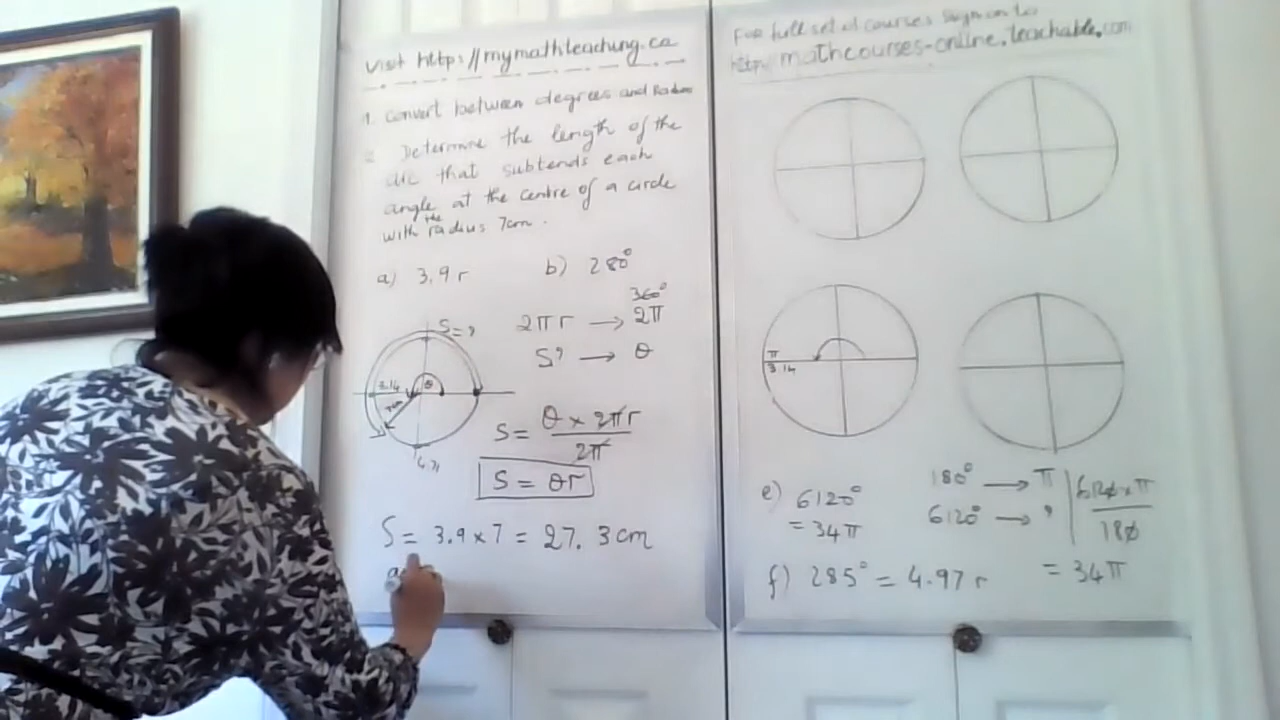 Visit http://mymathteaching.ca
1. Convert between degrees and Radian
2. Determine the length of the
arc that subtends each
angle at the centre of a circle
with the radius 7cm.
a) 3.9 r b) 280°
360°
2πr → 2π
S? → θ
S=?
3.14
θ
7cm
4.71
S = θ x 2πr
2π
S = θr
S = 3.9 x 7 = 27.3 cm
For full set of courses sign on to
http://mathcourses-online.teachable.com
π
3.14
e) 6120°
= 34π
180° → π
6120° → ?
6120 x π
180
= 34π
f) 285° = 4.97 r